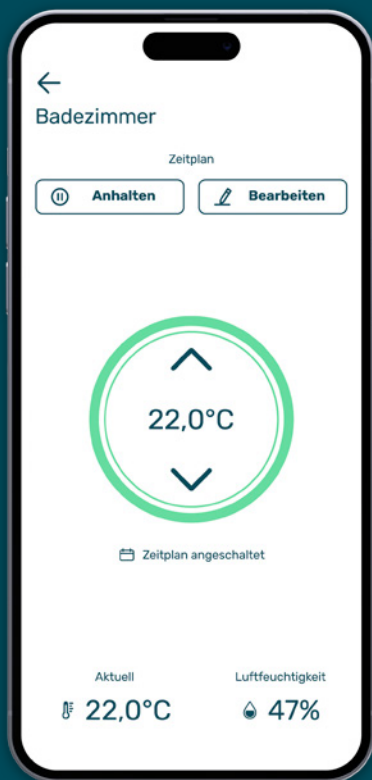 Badezimmer
Zeitplan
Anhalten
Bearbeiten
22,0°C
Zeitplan angeschaltet
Aktuell
Luftfeuchtigkeit
22,0°C
47%